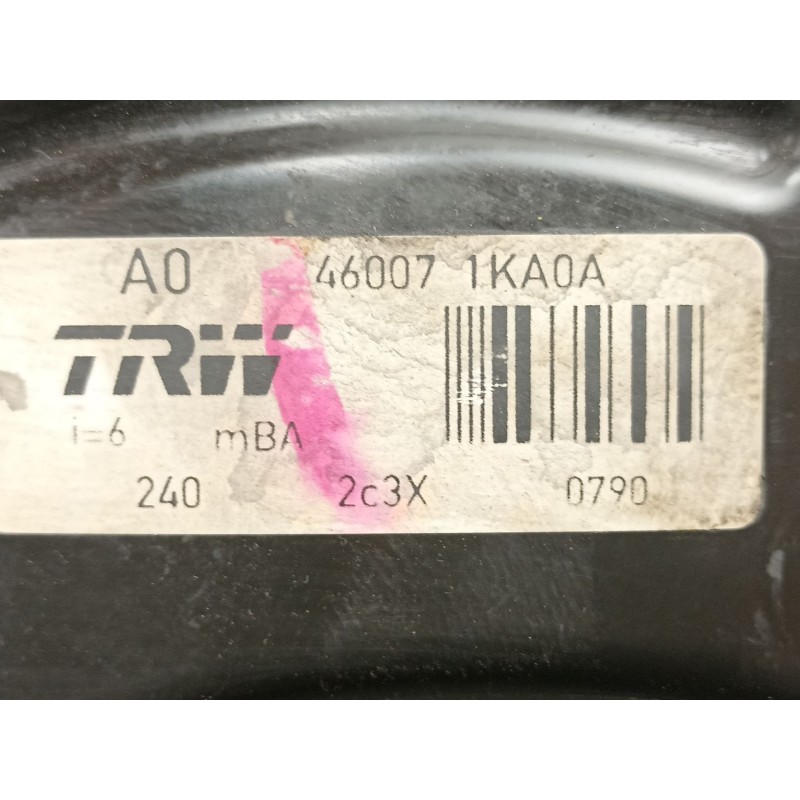 A0 46007 1KA0A
TRW
i=6 mBA
240 2c3X 0790